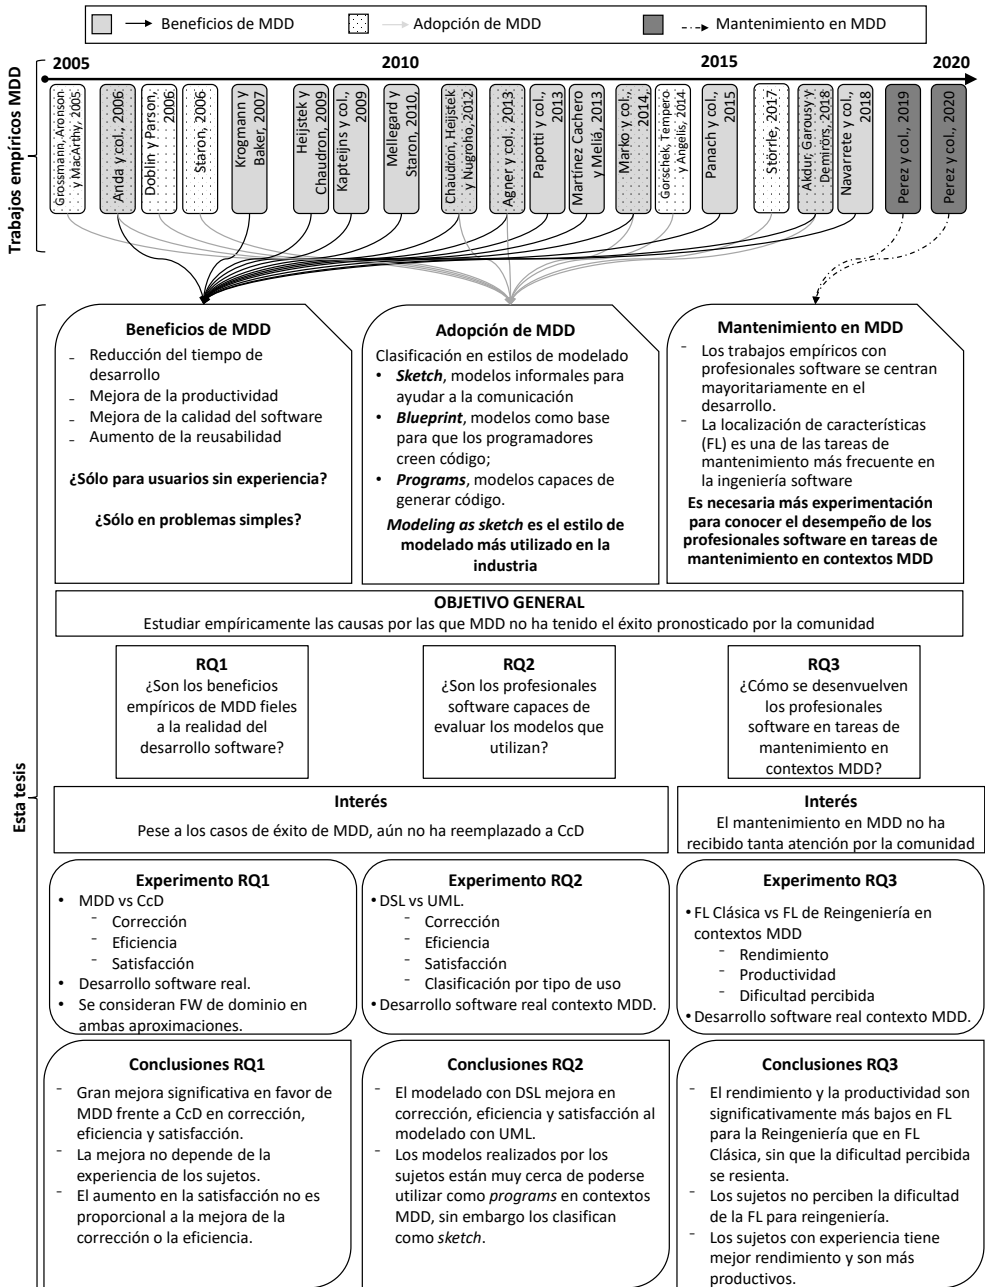 Beneficios de MDD
Adopción de MDD
Mantenimiento en MDD
2005
2010
2015
2020
Trabajos empíricos MDD
Grossmann, Aronson
y MacArthy, 2005
Anda y col., 2006
Doblin y Parson,
2006
Staron, 2006
Krogmann y
Baker, 2007
Heijstek y
Chaudron, 2009
Kapteijns y col.,
2009
Mellegard y
Staron, 2010,
Chaudron, Heijstek
y Nugroho, 2012
Agner y col., 2013
Papotti y col.,
2013
Martínez Cachero
y Meliá, 2013
Marko y col.,
2014,
Gorschek, Tempero
y Angelis, 2014
Panach y col.,
2015
Störrle, 2017
Akdur, Garousy y
Demirörs, 2018
Navarrete y col.,
2018
Perez y col., 2019
Perez y col., 2020
Esta tesis
Beneficios de MDD
- Reducción del tiempo de
desarrollo
- Mejora de la productividad
- Mejora de la calidad del software
- Aumento de la reusabilidad
¿Sólo para usuarios sin experiencia?
¿Sólo en problemas simples?
Adopción de MDD
Clasificación en estilos de modelado
• Sketch, modelos informales para
ayudar a la comunicación
• Blueprint, modelos como base
para que los programadores
creen código;
• Programs, modelos capaces de
generar código.
Modeling as sketch es el estilo de
modelado más utilizado en la
industria
Mantenimiento en MDD
- Los trabajos empíricos con
profesionales software se centran
mayoritariamente en el
desarrollo.
- La localización de características
(FL) es una de las tareas de
mantenimiento más frecuente en
la ingeniería software
Es necesaria más experimentación
para conocer el desempeño de los
profesionales software en tareas de
mantenimiento en contextos MDD
OBJETIVO GENERAL
Estudiar empíricamente las causas por las que MDD no ha tenido el éxito pronosticado por la comunidad
RQ1
¿Son los beneficios
empíricos de MDD fieles
a la realidad del
desarrollo software?
RQ2
¿Son los profesionales
software capaces de
evaluar los modelos que
utilizan?
RQ3
¿Cómo se desenvuelven
los profesionales
software en tareas de
mantenimiento en
contextos MDD?
Interés
Pese a los casos de éxito de MDD, aún no ha reemplazado a CcD
Interés
El mantenimiento en MDD no ha
recibido tanta atención por la comunidad
Experimento RQ1
• MDD vs CcD
- Corrección
- Eficiencia
- Satisfacción
• Desarrollo software real.
• Se consideran FW de dominio en
ambas aproximaciones.
Experimento RQ2
• DSL vs UML.
- Corrección
- Eficiencia
- Satisfacción
- Clasificación por tipo de uso
• Desarrollo software real contexto MDD.
Experimento RQ3
• FL Clásica vs FL de Reingeniería en
contextos MDD
- Rendimiento
- Productividad
- Dificultad percibida
• Desarrollo software real contexto MDD.
Conclusiones RQ1
- Gran mejora significativa en favor de
MDD frente a CcD en corrección,
eficiencia y satisfacción.
- La mejora no depende de la
experiencia de los sujetos.
- El aumento en la satisfacción no es
proporcional a la mejora de la
corrección o la eficiencia.
Conclusiones RQ2
- El modelado con DSL mejora en
corrección, eficiencia y satisfacción al
modelado con UML.
- Los modelos realizados por los
sujetos están muy cerca de poderse
utilizar como programs en contextos
MDD, sin embargo los clasifican
como sketch.
Conclusiones RQ3
- El rendimiento y la productividad son
significativamente más bajos en FL
para la Reingeniería que en FL
Clásica, sin que la dificultad percibida
se resienta.
- Los sujetos no perciben la dificultad
de la FL para reingeniería.
- Los sujetos con experiencia tiene
mejor rendimiento y son más
productivos.